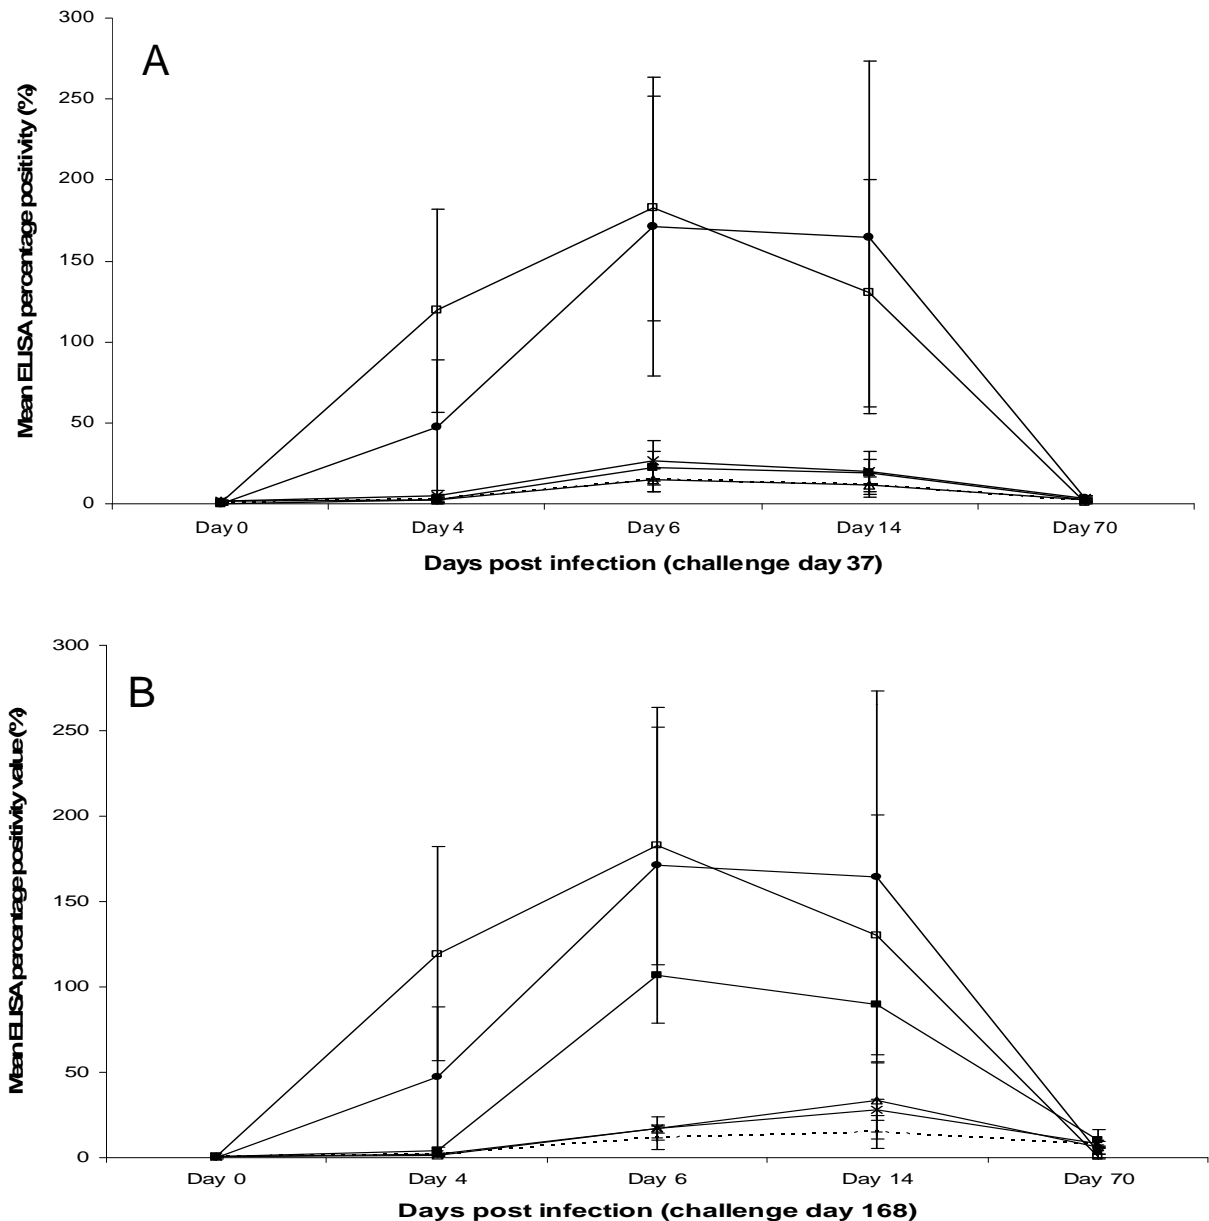 A
Mean ELISA percentage positivity (%)
300
250
200
150
100
50
0
Day 0 Day 4 Day 6 Day 14 Day 70
Days post infection (challenge day 37)
B
Mean ELISA percentage positivity value (%)
300
250
200
150
100
50
0
Day 0 Day 4 Day 6 Day 14 Day 70
Days post infection (challenge day 168)